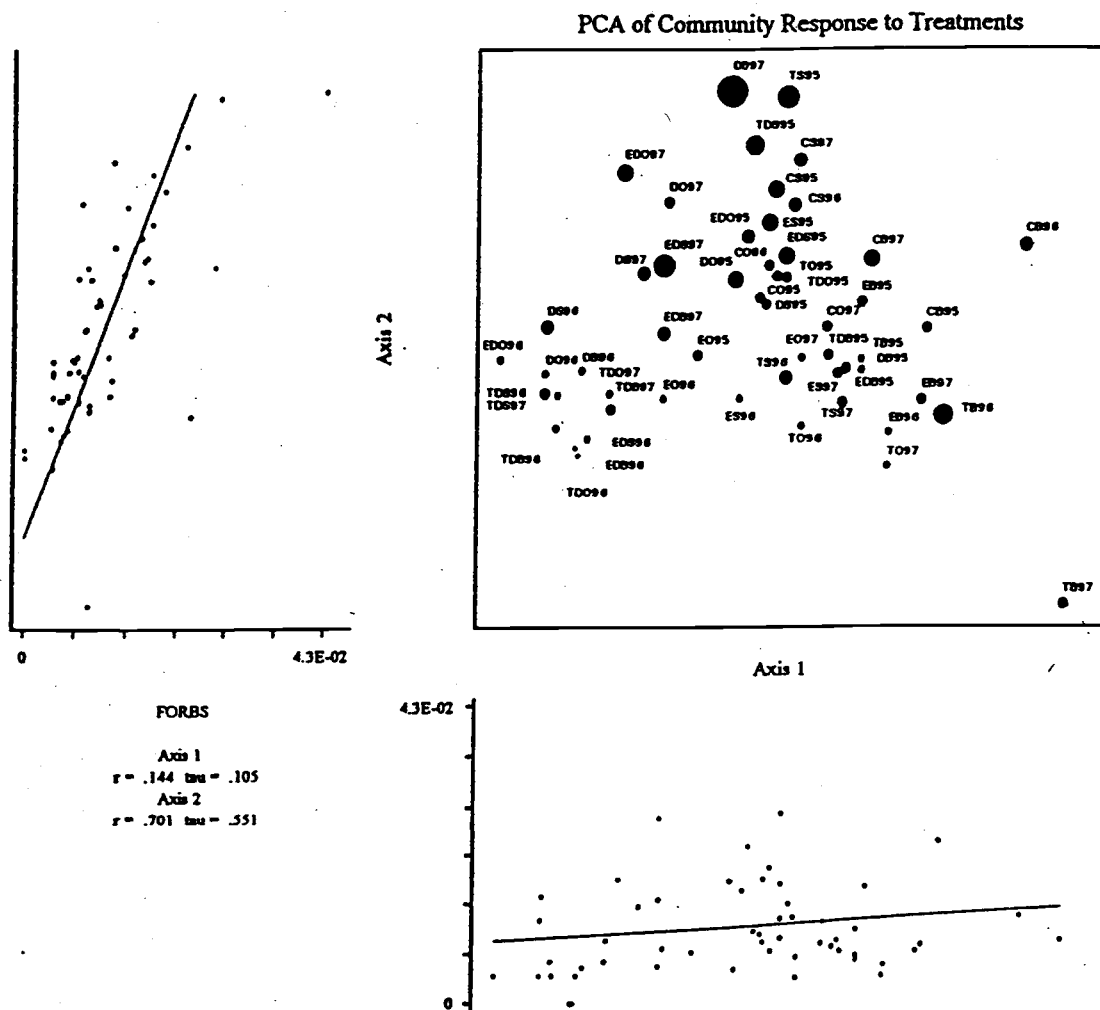 PCA of Community Response to Treatments
DB97
TS95
TDB95
CS97
EDO97
CS95
DO97
CS96
EDO95
ES95
CB96
EDS95
CB97
EDB97
CO96
DS97
DO95
TO95
TDO95
EB95
CO95
DS95
DS96
CO97
CB95
EDB97
EDO96
EO95
EO97
TDB95
TB95
DO96
DB96
TS96
DB95
TDO97
ES97
EDB95
TDB96
TDB97
EO96
EB97
TDS97
ES96
TS97
TB96
TO96
EB96
TDB96
EDB96
TO97
EDB96
TDO96
TB97
Axis 2
Axis 1
0
4.3E-02
FORBS
Axis 1
r = .144 tau = .105
Axis 2
r = .701 tau = .551
4.3E-02
0